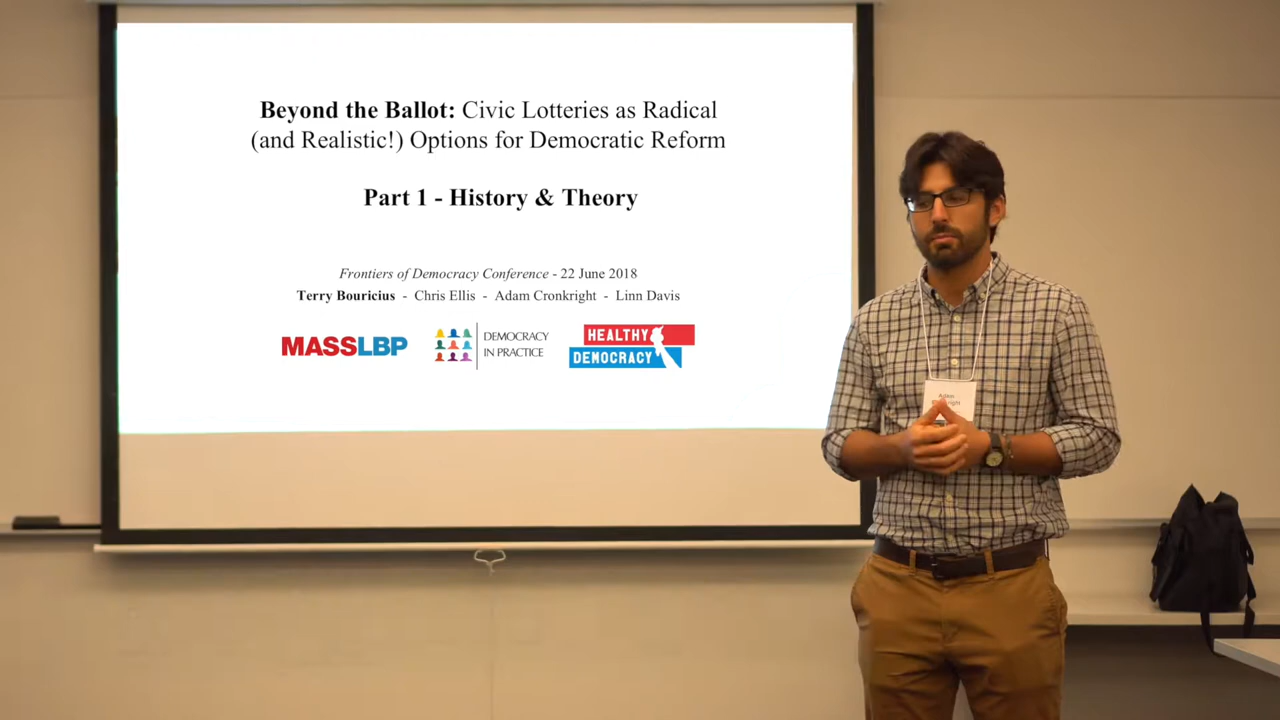 Beyond the Ballot: Civic Lotteries as Radical
(and Realistic!) Options for Democratic Reform
Part 1 - History & Theory
Frontiers of Democracy Conference - 22 June 2018
Terry Bouricius - Chris Ellis - Adam Cronkright - Linn Davis
MASSLBP
DEMOCRACY
IN PRACTICE
HEALTHY
DEMOCRACY
Adam